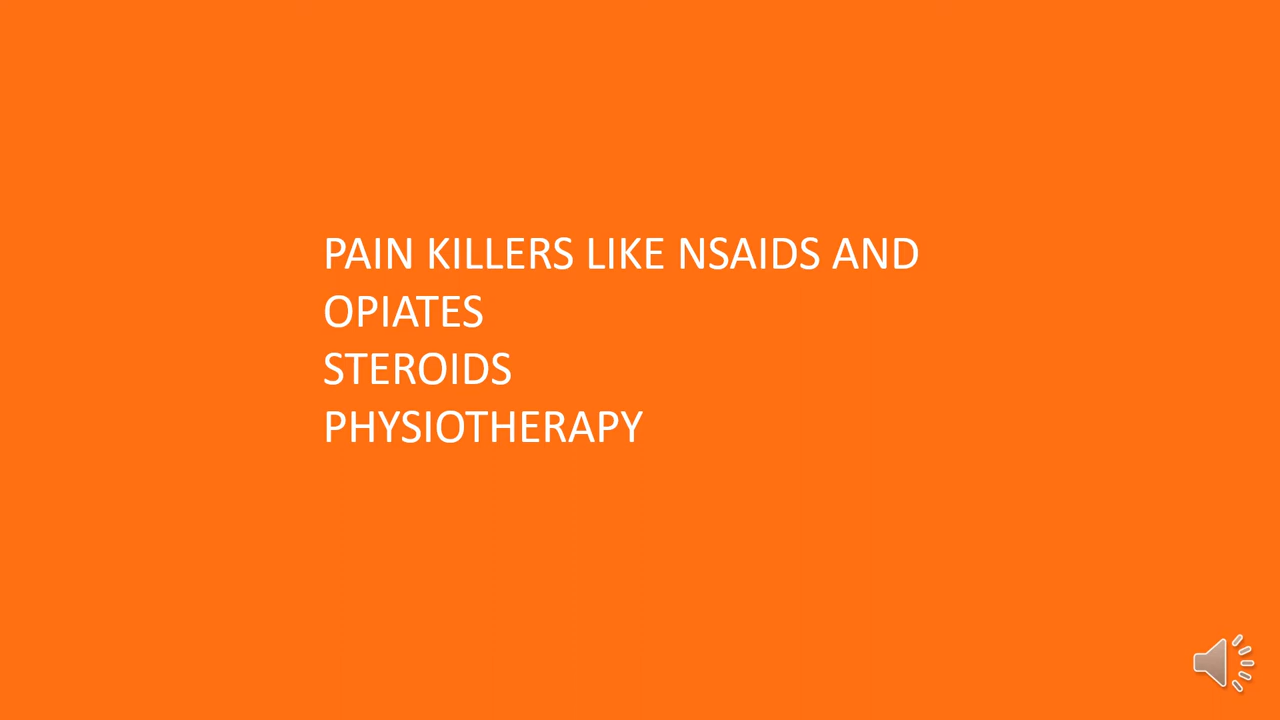 PAIN KILLERS LIKE NSAIDS AND
OPIATES
STEROIDS
PHYSIOTHERAPY